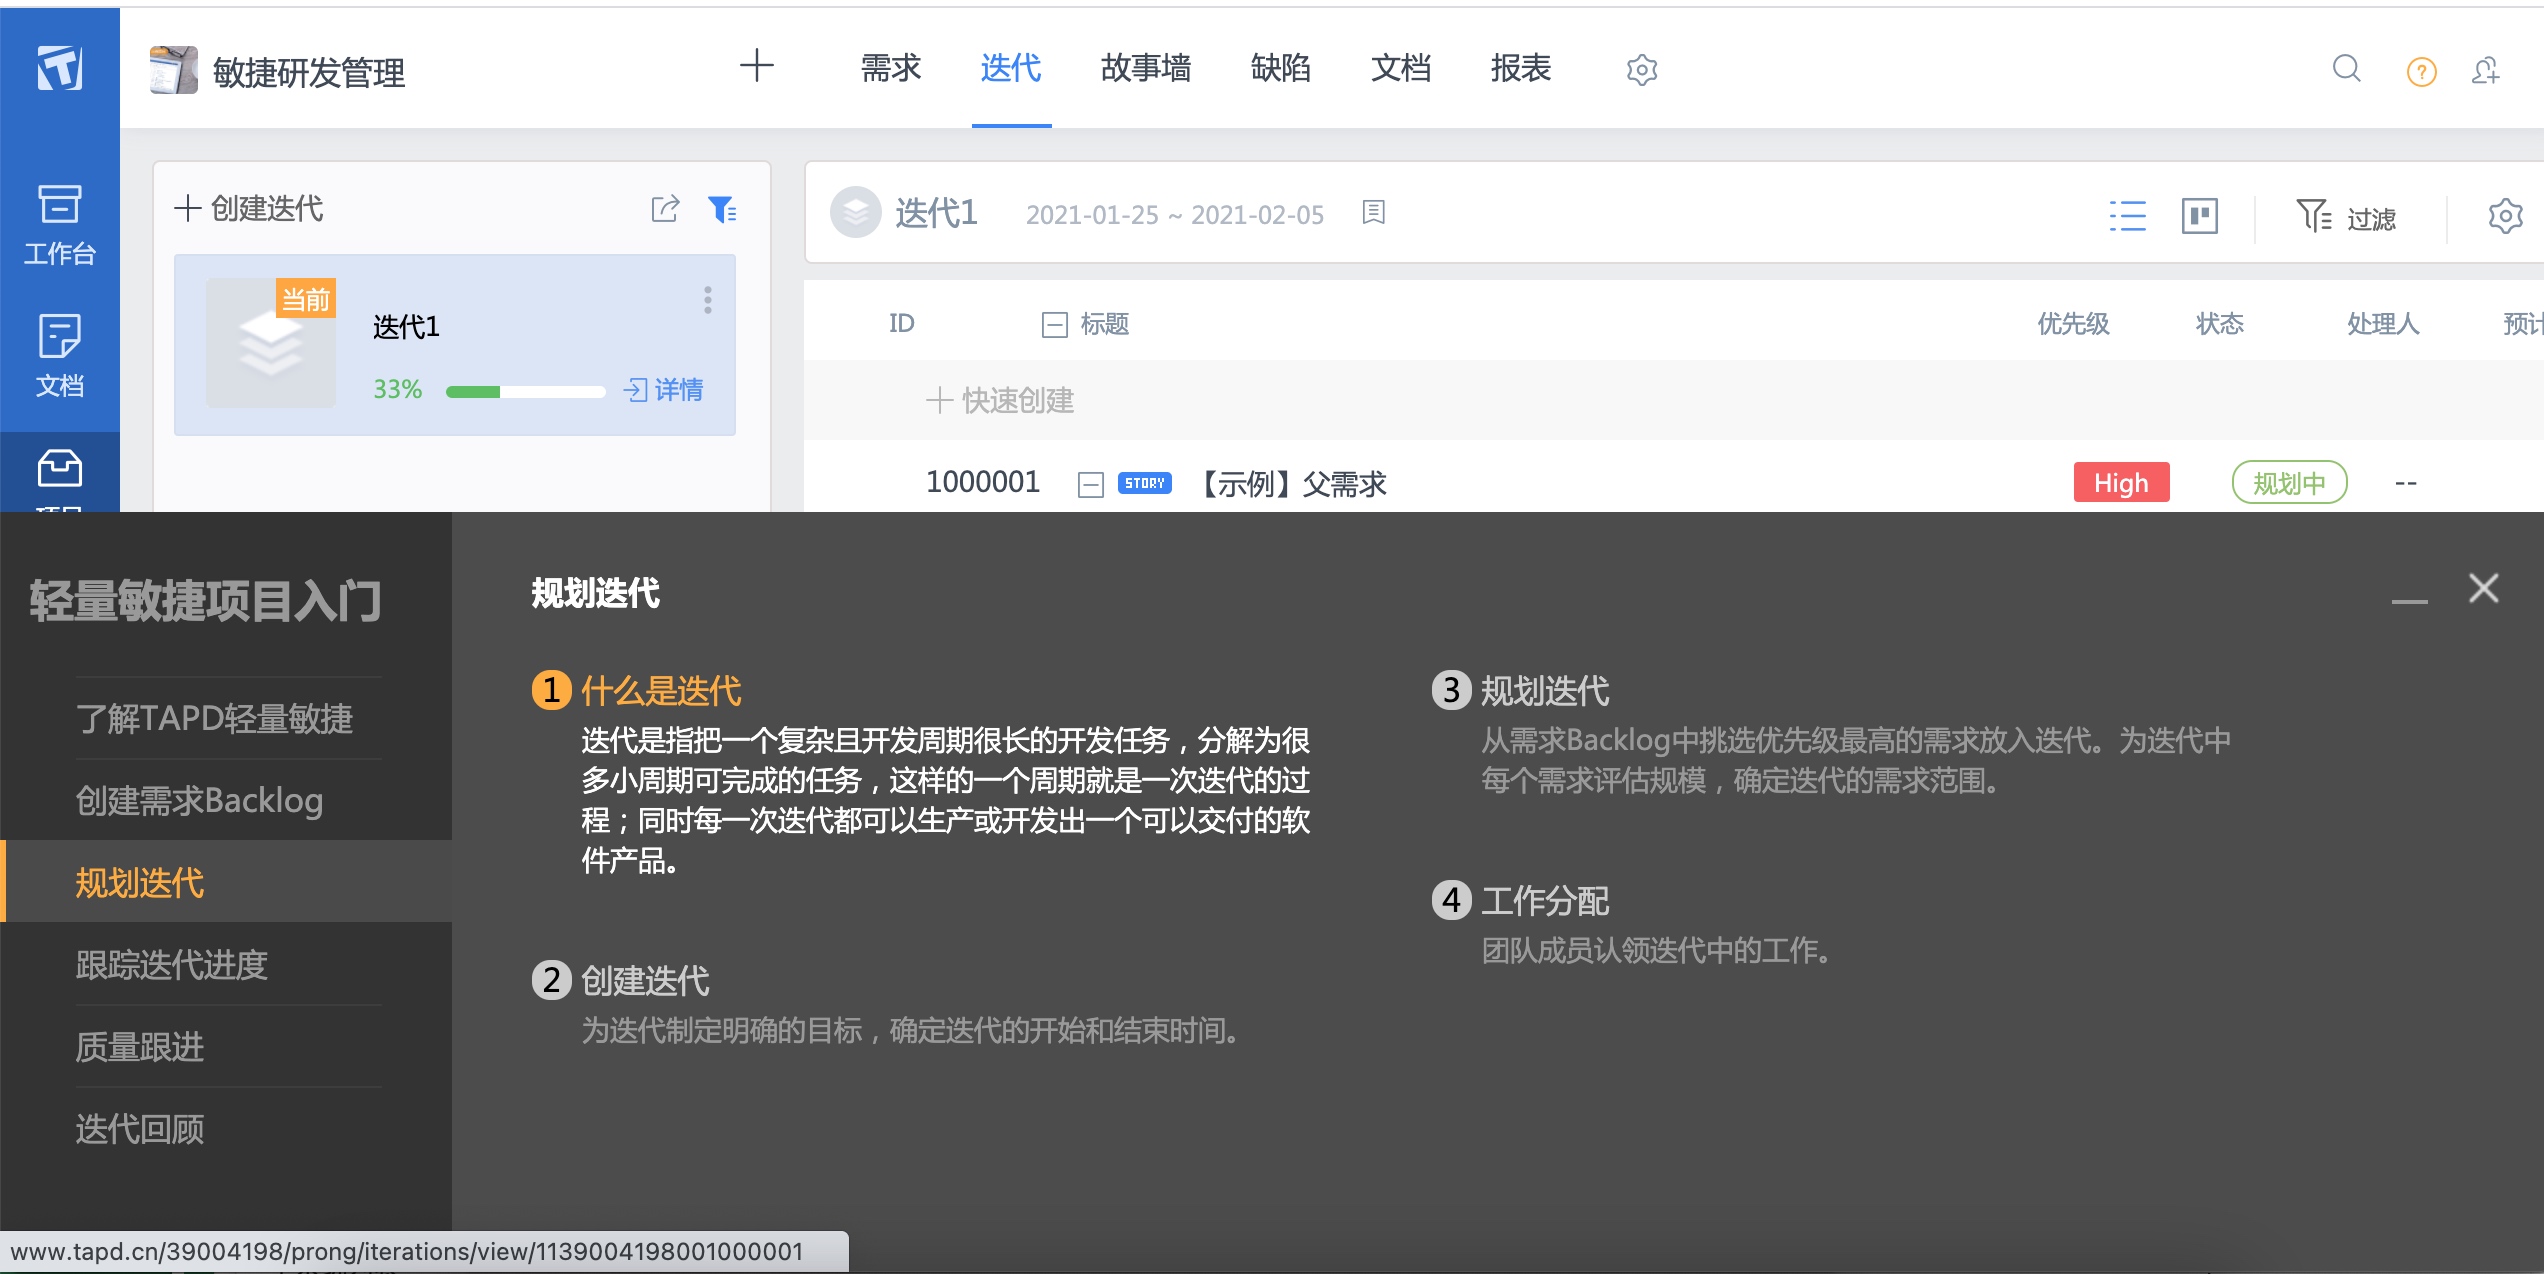 敏捷研发管理
需求
迭代
故事墙
缺陷
文档
报表
工作台
文档
项目
创建迭代
当前
迭代1
33%
详情
迭代1
2021-01-25 ~ 2021-02-05
过滤
ID
标题
优先级
状态
处理人
预计
快速创建
1000001
STORY
【示例】父需求
High
规划中
--
轻量敏捷项目入门
了解TAPD轻量敏捷
创建需求Backlog
规划迭代
跟踪迭代进度
质量跟进
迭代回顾
规划迭代
1 什么是迭代
迭代是指把一个复杂且开发周期很长的开发任务，分解为很
多小周期可完成的任务，这样的一个周期就是一次迭代的过
程；同时每一次迭代都可以生产或开发出一个可以交付的软
件产品。
2 创建迭代
为迭代制定明确的目标，确定迭代的开始和结束时间。
3 规划迭代
从需求Backlog中挑选优先级最高的需求放入迭代。为迭代中
每个需求评估规模，确定迭代的需求范围。
4 工作分配
团队成员认领迭代中的工作。
www.tapd.cn/39004198/prong/iterations/view/1139004198001000001